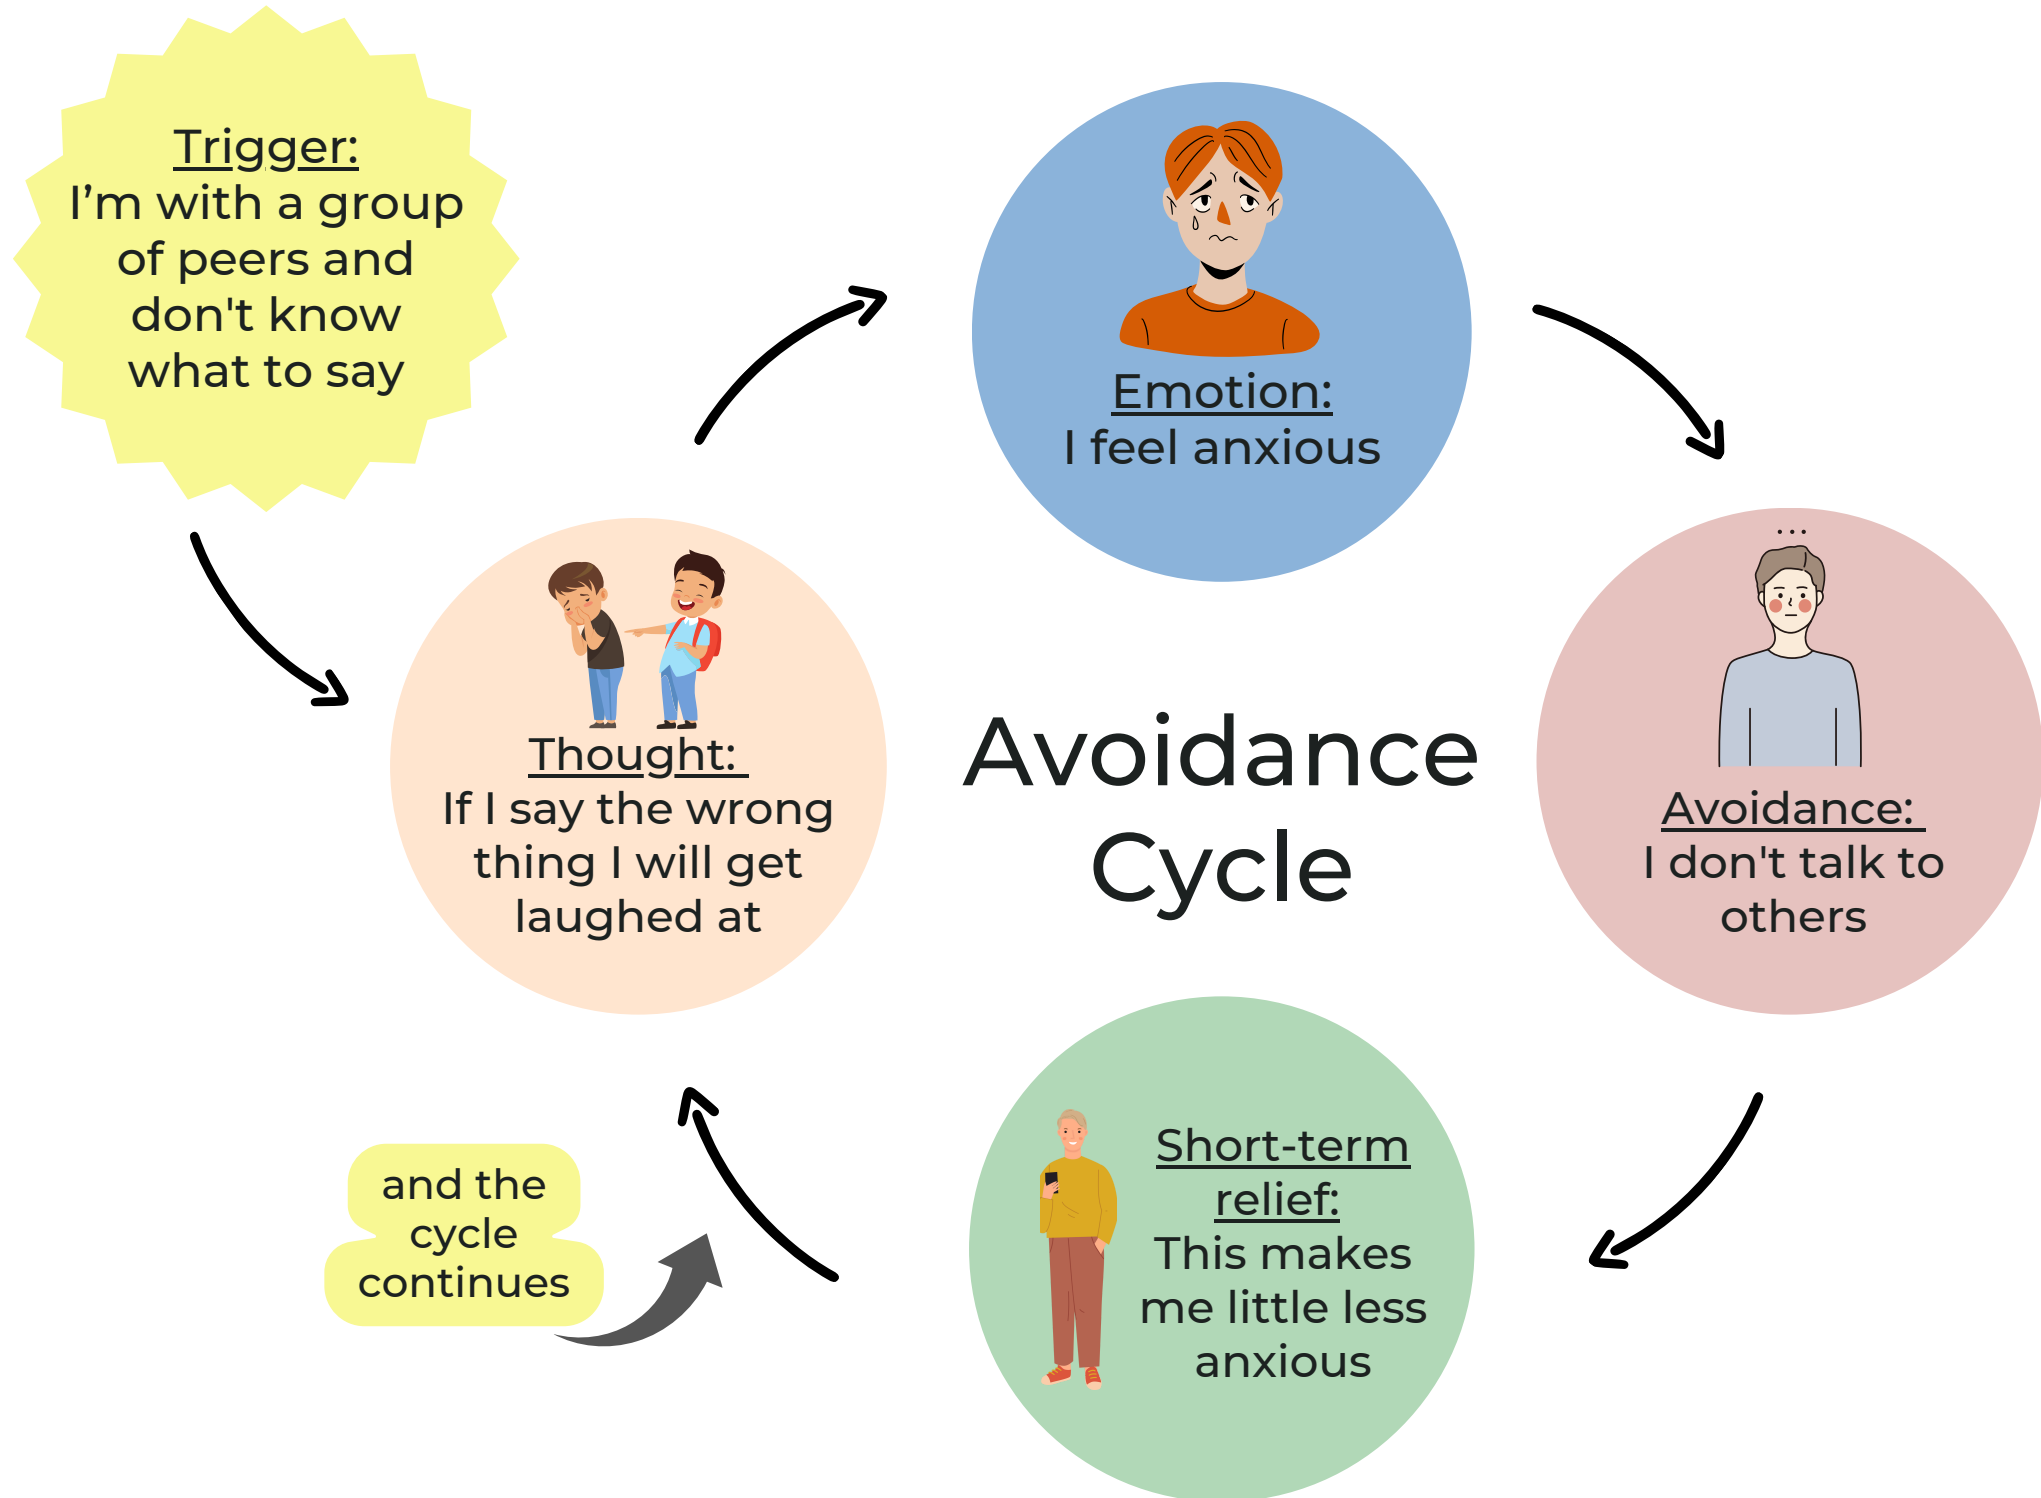 Trigger:
I’m with a group
of peers and
don't know
what to say
Emotion:
I feel anxious
Thought:
If I say the wrong
thing I will get
laughed at
Avoidance
Cycle
...
Avoidance:
I don't talk to
others
Short-term
relief:
This makes
me little less
anxious
and the
cycle
continues